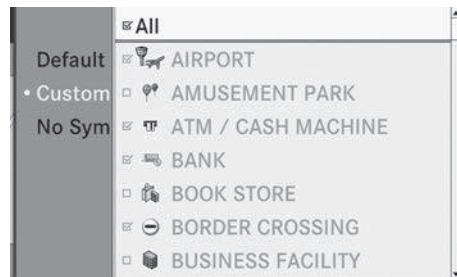 All
Default
AIRPORT
Custom
AMUSEMENT PARK
No Sym
ATM / CASH MACHINE
BANK
BOOK STORE
BORDER CROSSING
BUSINESS FACILITY